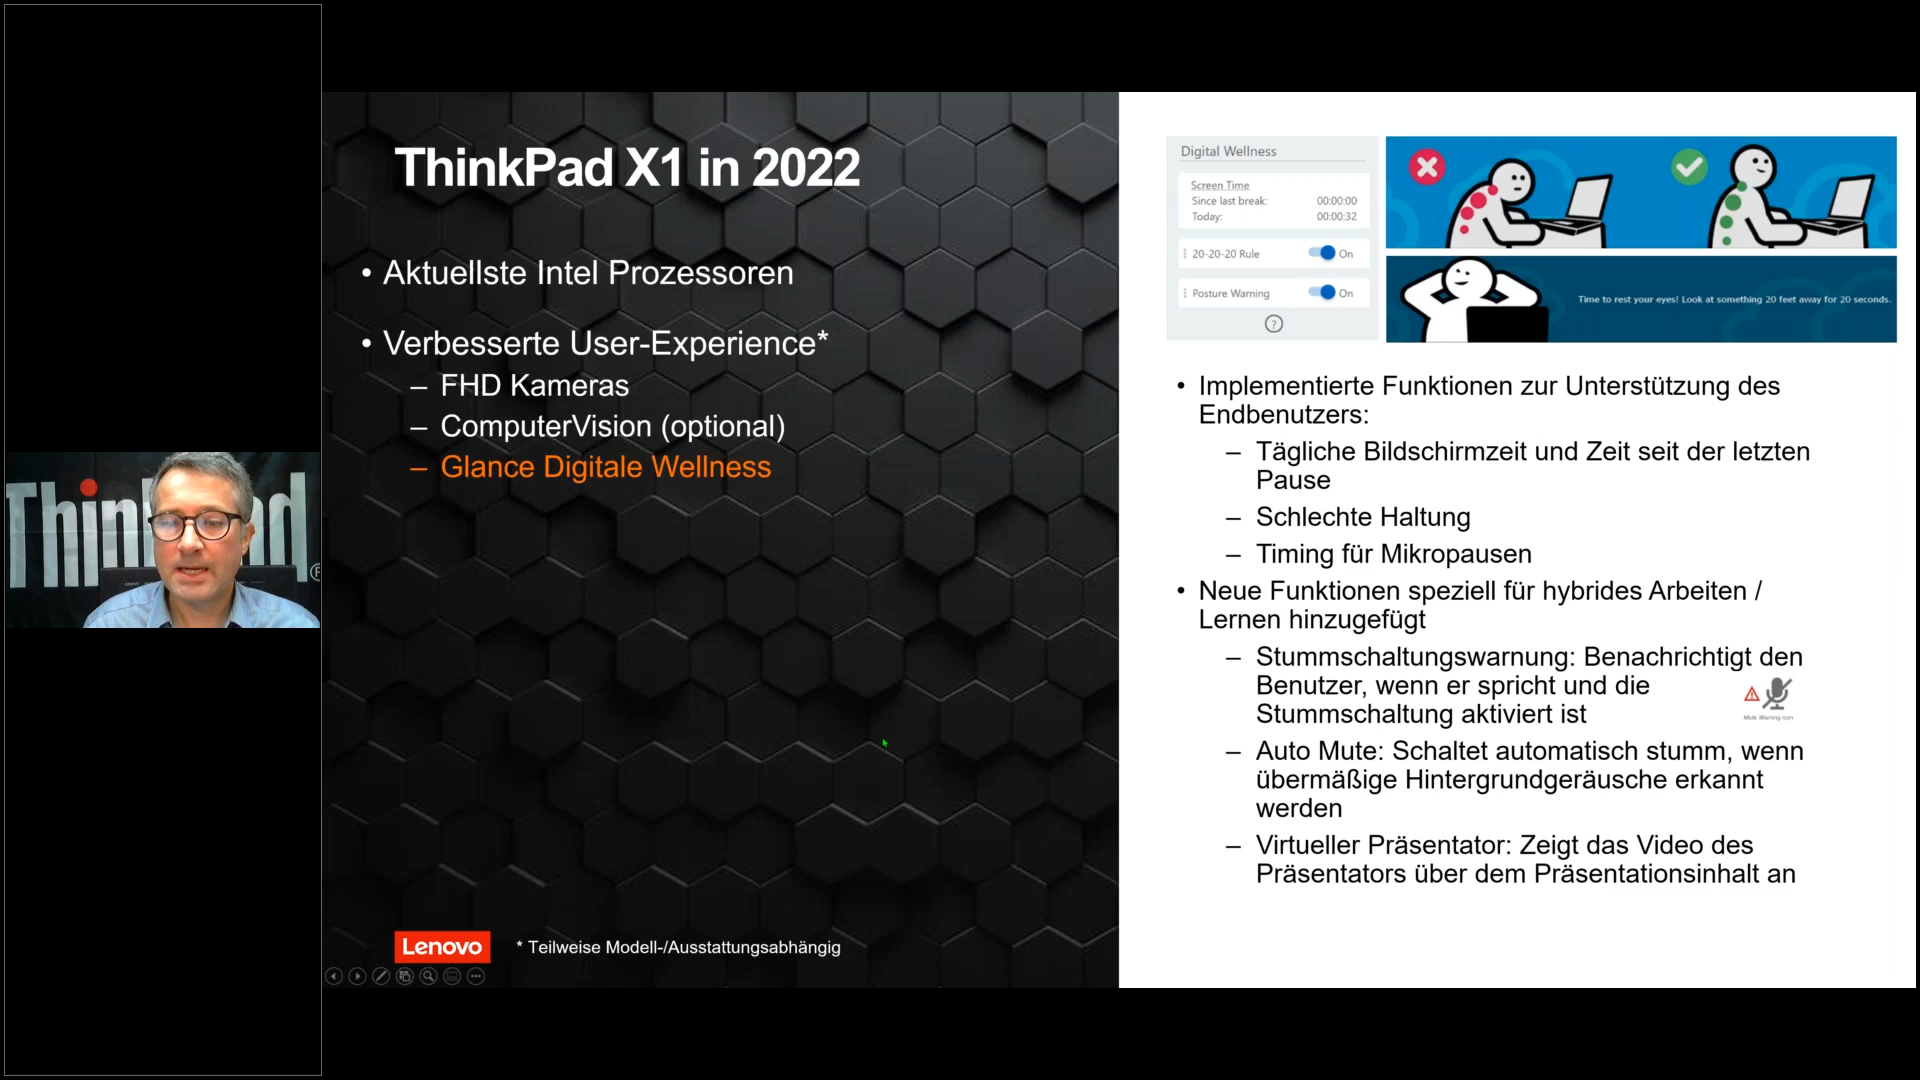 ThinkPad X1 in 2022
• Aktuellste Intel Prozessoren
• Verbesserte User-Experience*
– FHD Kameras
– ComputerVision (optional)
– Glance Digitale Wellness
Lenovo
* Teilweise Modell-/Ausstattungsabhängig
ThinkPad
®
Digital Wellness
Screen Time
Since last break: 00:00:00
Today: 00:00:32
20-20-20 Rule On
Posture Warning On
?
Time to rest your eyes! Look at something 20 feet away for 20 seconds.
• Implementierte Funktionen zur Unterstützung des
Endbenutzers:
– Tägliche Bildschirmzeit und Zeit seit der letzten
Pause
– Schlechte Haltung
– Timing für Mikropausen
• Neue Funktionen speziell für hybrides Arbeiten /
Lernen hinzugefügt
– Stummschaltungswarnung: Benachrichtigt den
Benutzer, wenn er spricht und die
Stummschaltung aktiviert ist
Mute Warning icon
– Auto Mute: Schaltet automatisch stumm, wenn
übermäßige Hintergrundgeräusche erkannt
werden
– Virtueller Präsentator: Zeigt das Video des
Präsentators über dem Präsentationsinhalt an